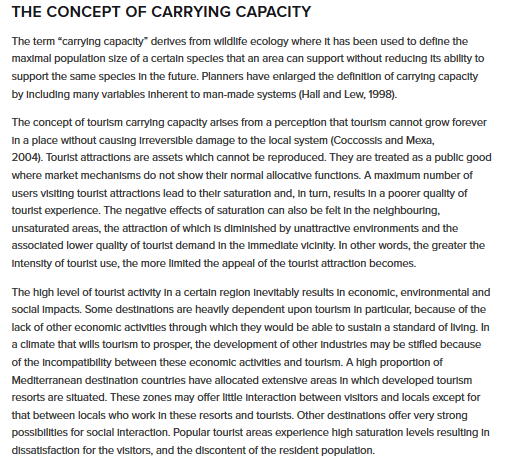 THE CONCEPT OF CARRYING CAPACITY
The term “carrying capacity” derives from wildlife ecology where it has been used to define the
maximal population size of a certain species that an area can support without reducing its ability to
support the same species in the future. Planners have enlarged the definition of carrying capacity
by including many variables inherent to man-made systems (Hall and Lew, 1998).
The concept of tourism carrying capacity arises from a perception that tourism cannot grow forever
in a place without causing irreversible damage to the local system (Coccossis and Mexa,
2004). Tourist attractions are assets which cannot be reproduced. They are treated as a public good
where market mechanisms do not show their normal allocative functions. A maximum number of
users visiting tourist attractions lead to their saturation and, in turn, results in a poorer quality of
tourist experience. The negative effects of saturation can also be felt in the neighbouring,
unsaturated areas, the attraction of which is diminished by unattractive environments and the
associated lower quality of tourist demand in the immediate vicinity. In other words, the greater the
intensity of tourist use, the more limited the appeal of the tourist attraction becomes.
The high level of tourist activity in a certain region inevitably results in economic, environmental and
social impacts. Some destinations are heavily dependent upon tourism in particular, because of the
lack of other economic activities through which they would be able to sustain a standard of living. In
a climate that wills tourism to prosper, the development of other industries may be stifled because
of the incompatibility between these economic activities and tourism. A high proportion of
Mediterranean destination countries have allocated extensive areas in which developed tourism
resorts are situated. These zones may offer little interaction between visitors and locals except for
that between locals who work in these resorts and tourists. Other destinations offer very strong
possibilities for social interaction. Popular tourist areas experience high saturation levels resulting in
dissatisfaction for the visitors, and the discontent of the resident population.